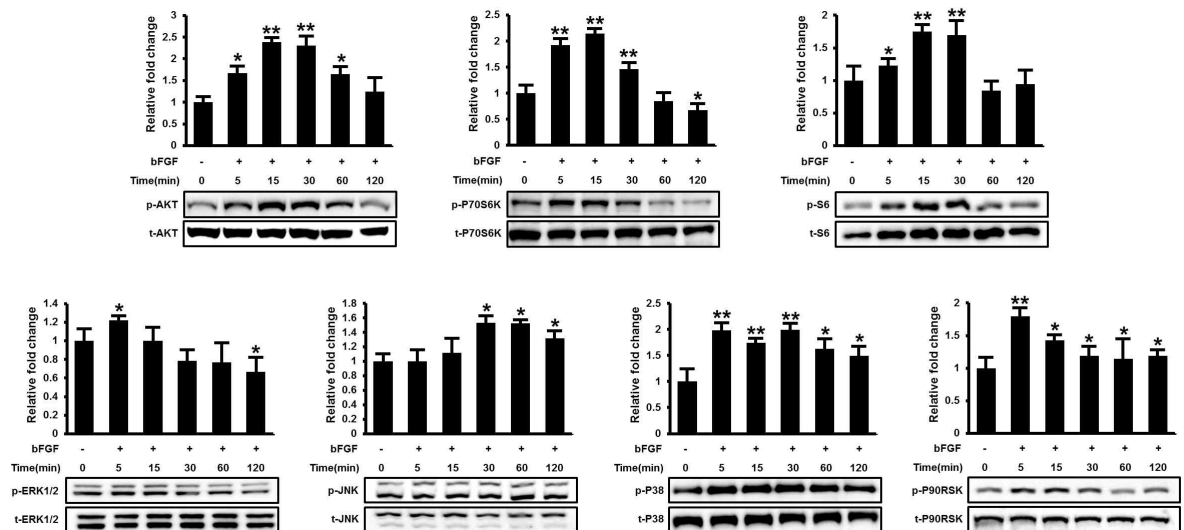 Relative fold change
3
2.5
2
1.5
1
0.5
0
* ** ** *
bFGF - + + + + +
Time(min) 0 5 15 30 60 120
p-AKT
t-AKT
Relative fold change
2.5
2
1.5
1
0.5
0
** ** ** *
bFGF - + + + + +
Time(min) 0 5 15 30 60 120
p-P70S6K
t-P70S6K
Relative fold change
2
1.5
1
0.5
0
* ** **
bFGF - + + + + +
Time(min) 0 5 15 30 60 120
p-S6
t-S6
Relative fold change
1.4
1.2
1
0.8
0.6
0.4
0.2
0
* *
bFGF - + + + + +
Time(min) 0 5 15 30 60 120
p-ERK1/2
t-ERK1/2
Relative fold change
1.8
1.6
1.4
1.2
1
0.8
0.6
0.4
0.2
0
* * *
bFGF - + + + + +
Time(min) 0 5 15 30 60 120
p-JNK
t-JNK
Relative fold change
2.5
2
1.5
1
0.5
0
** ** ** * *
bFGF - + + + + +
Time(min) 0 5 15 30 60 120
p-P38
t-P38
Relative fold change
2
1.5
1
0.5
0
** * * * *
bFGF - + + + + +
Time(min) 0 5 15 30 60 120
p-P90RSK
t-P90RSK